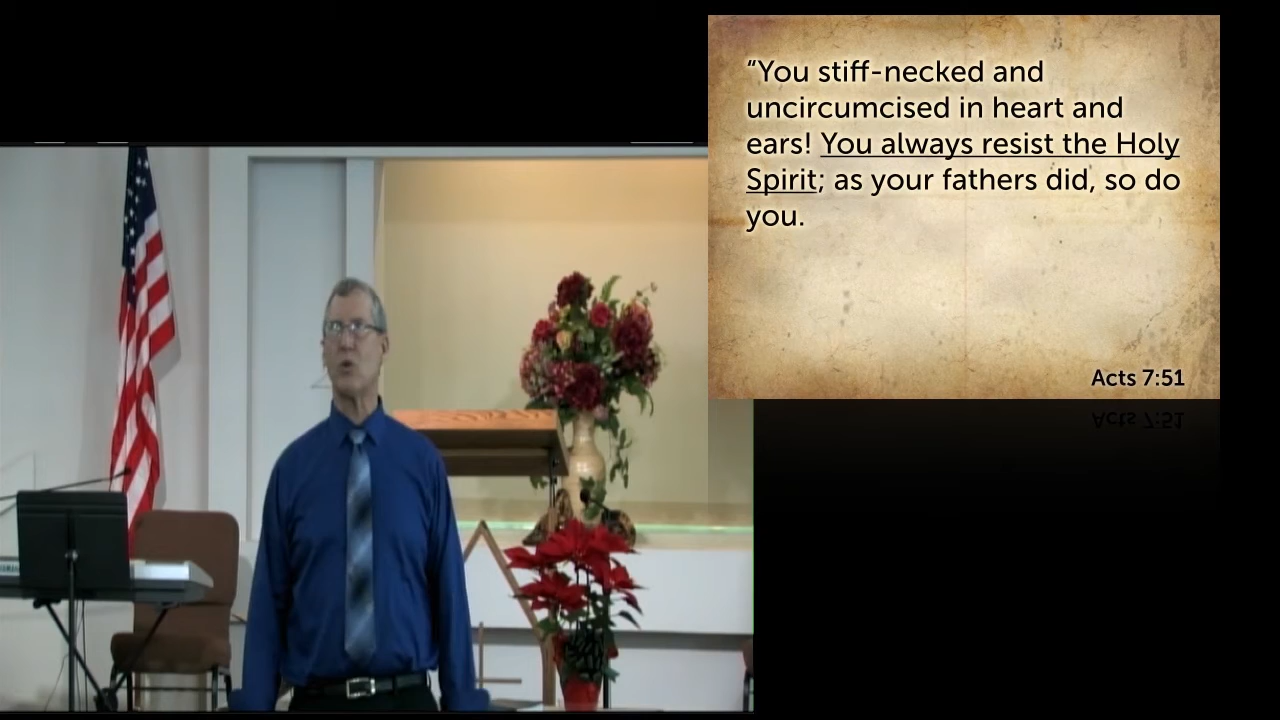 “You stiff-necked and
uncircumcised in heart and
ears! You always resist the Holy
Spirit; as your fathers did, so do
you.
Acts 7:51